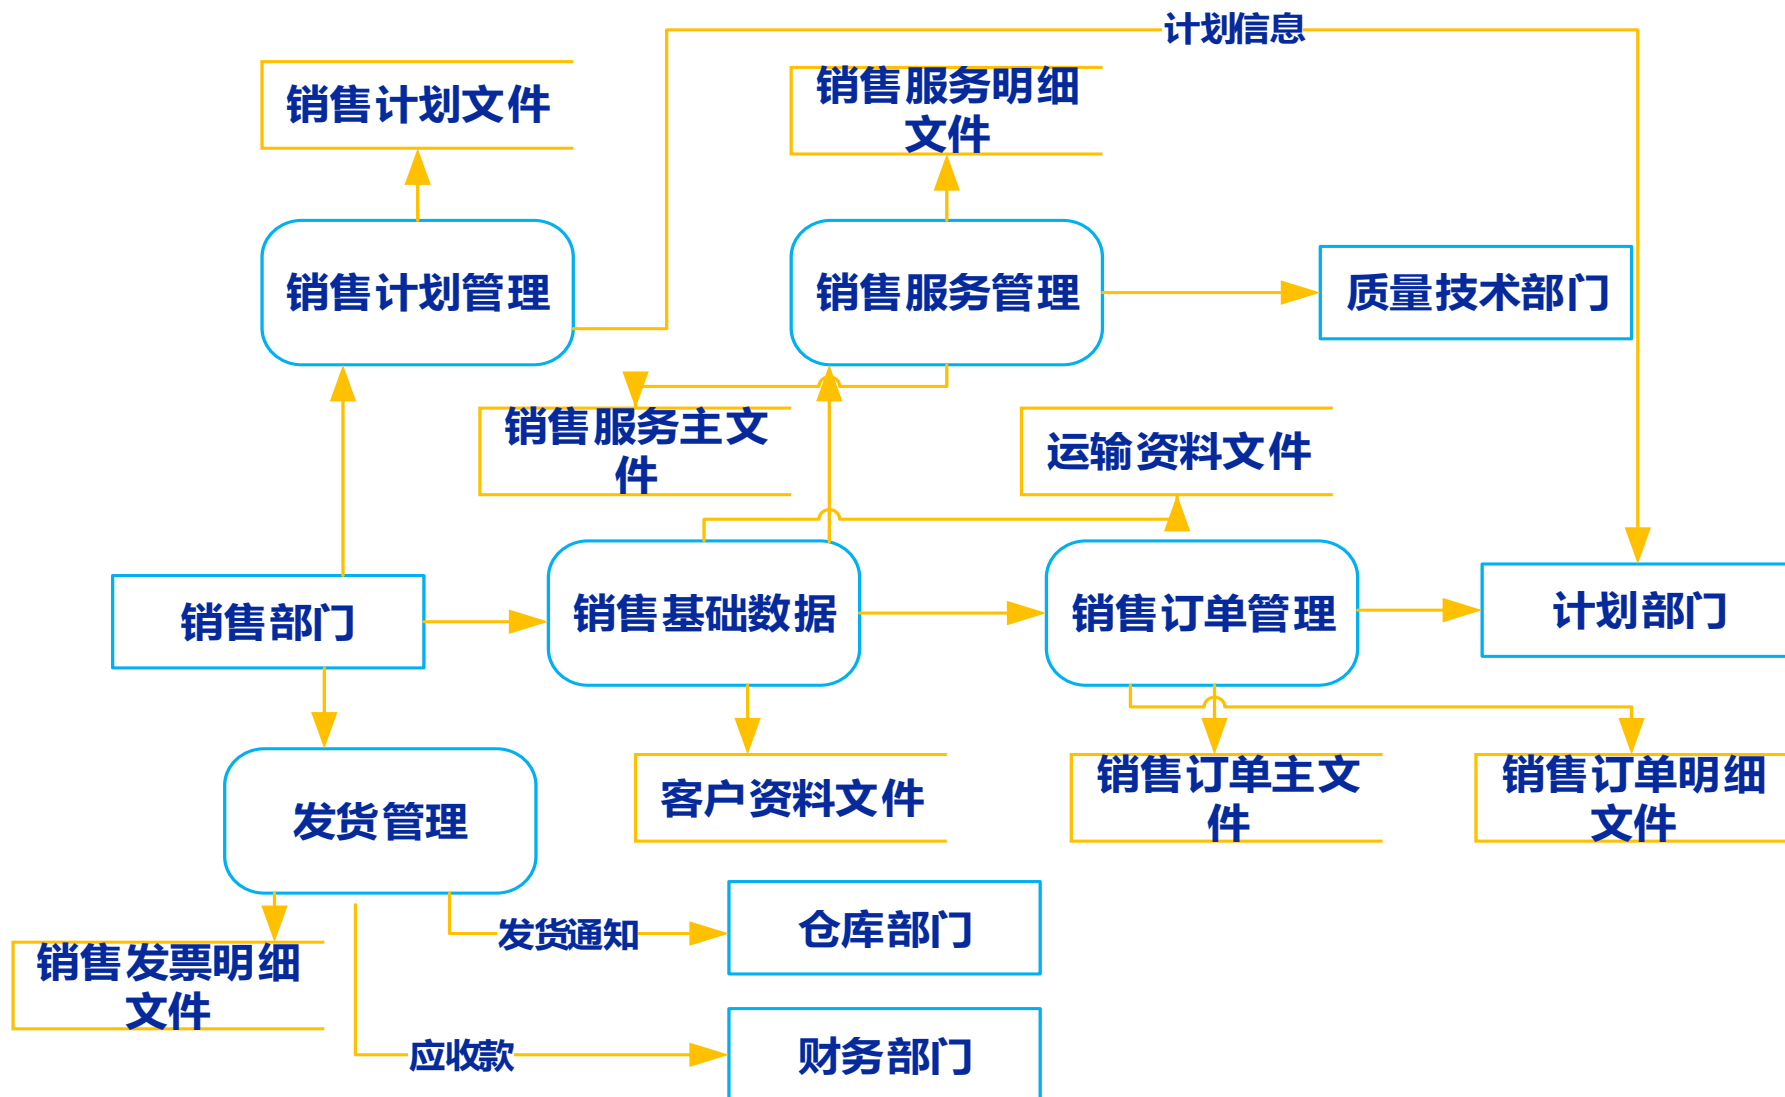 计划信息
销售计划文件
销售服务明细
文件
销售计划管理
销售服务管理
质量技术部门
销售服务主文
件
运输资料文件
销售部门
销售基础数据
销售订单管理
计划部门
发货管理
客户资料文件
销售订单主文
件
销售订单明细
文件
发货通知
仓库部门
销售发票明细
文件
应收款
财务部门